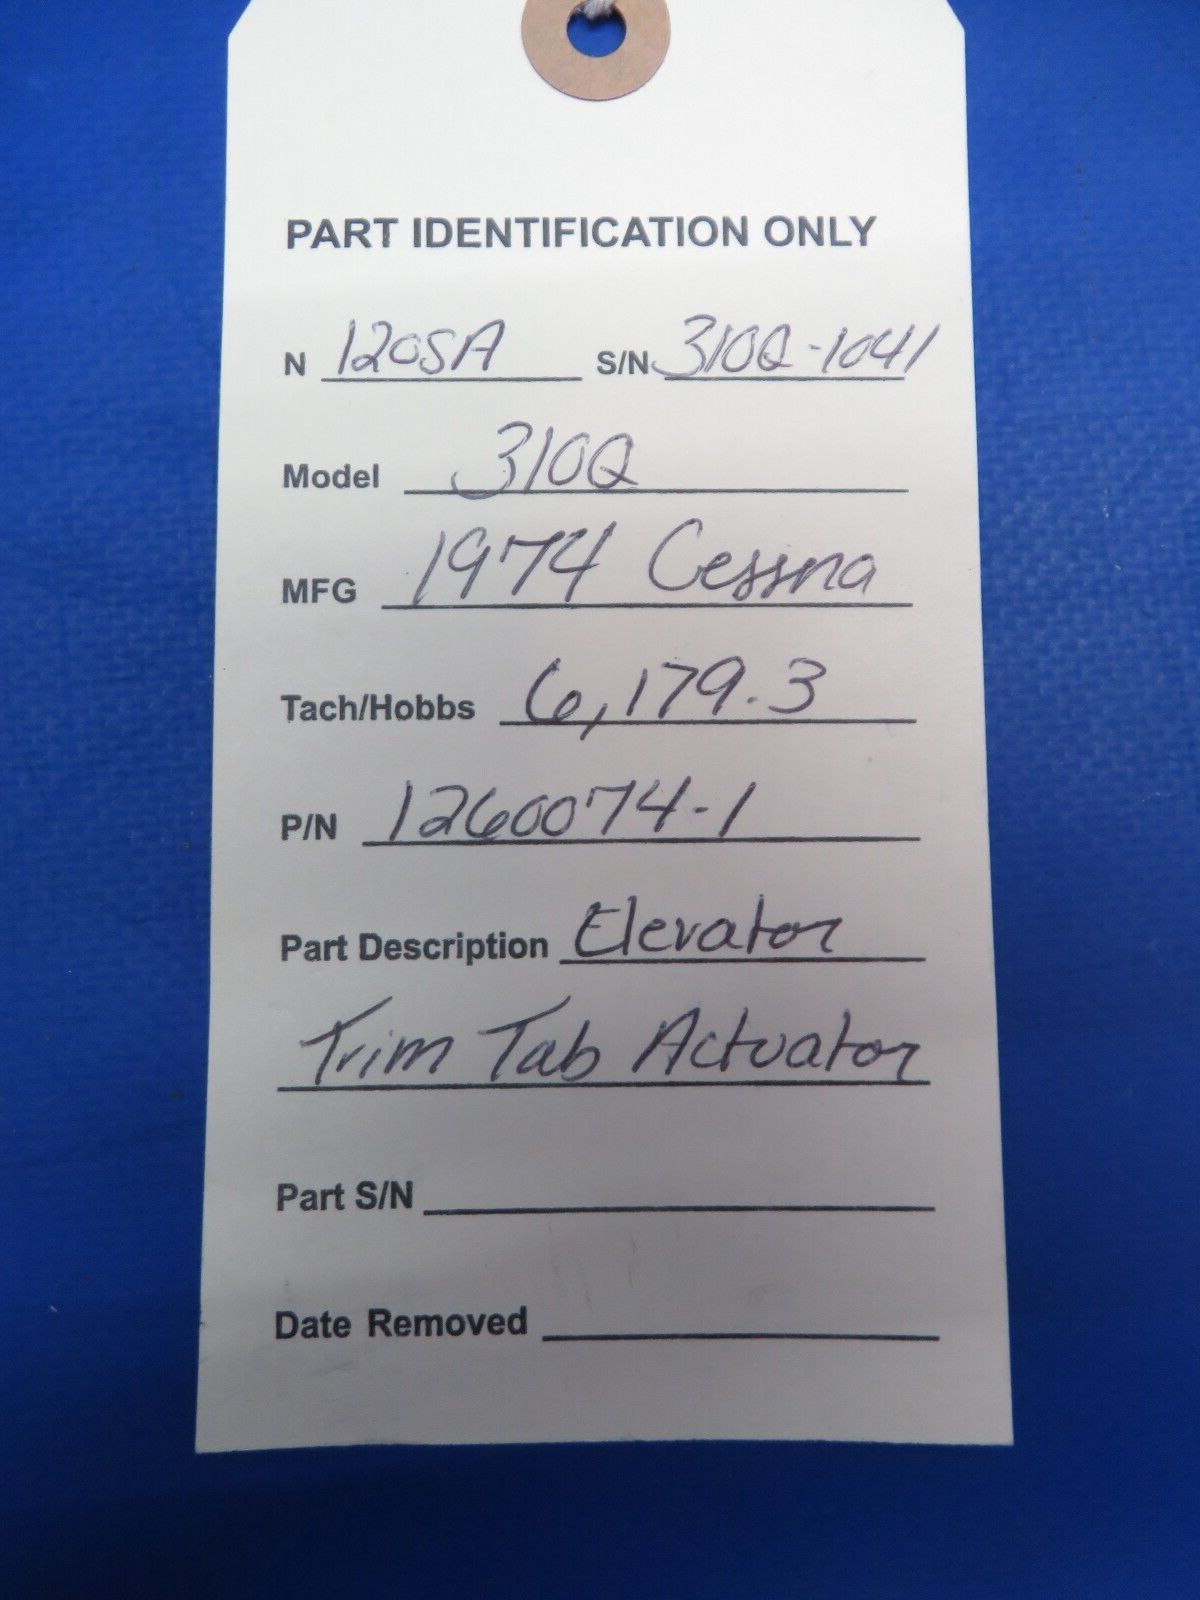 PART IDENTIFICATION ONLY
N 120SA S/N 310Q-1041
Model 310Q
MFG 1974 Cessna
Tach/Hobbs 6,179.3
P/N 1260074-1
Part Description Elevator
Trim Tab Actuator
Part S/N
Date Removed